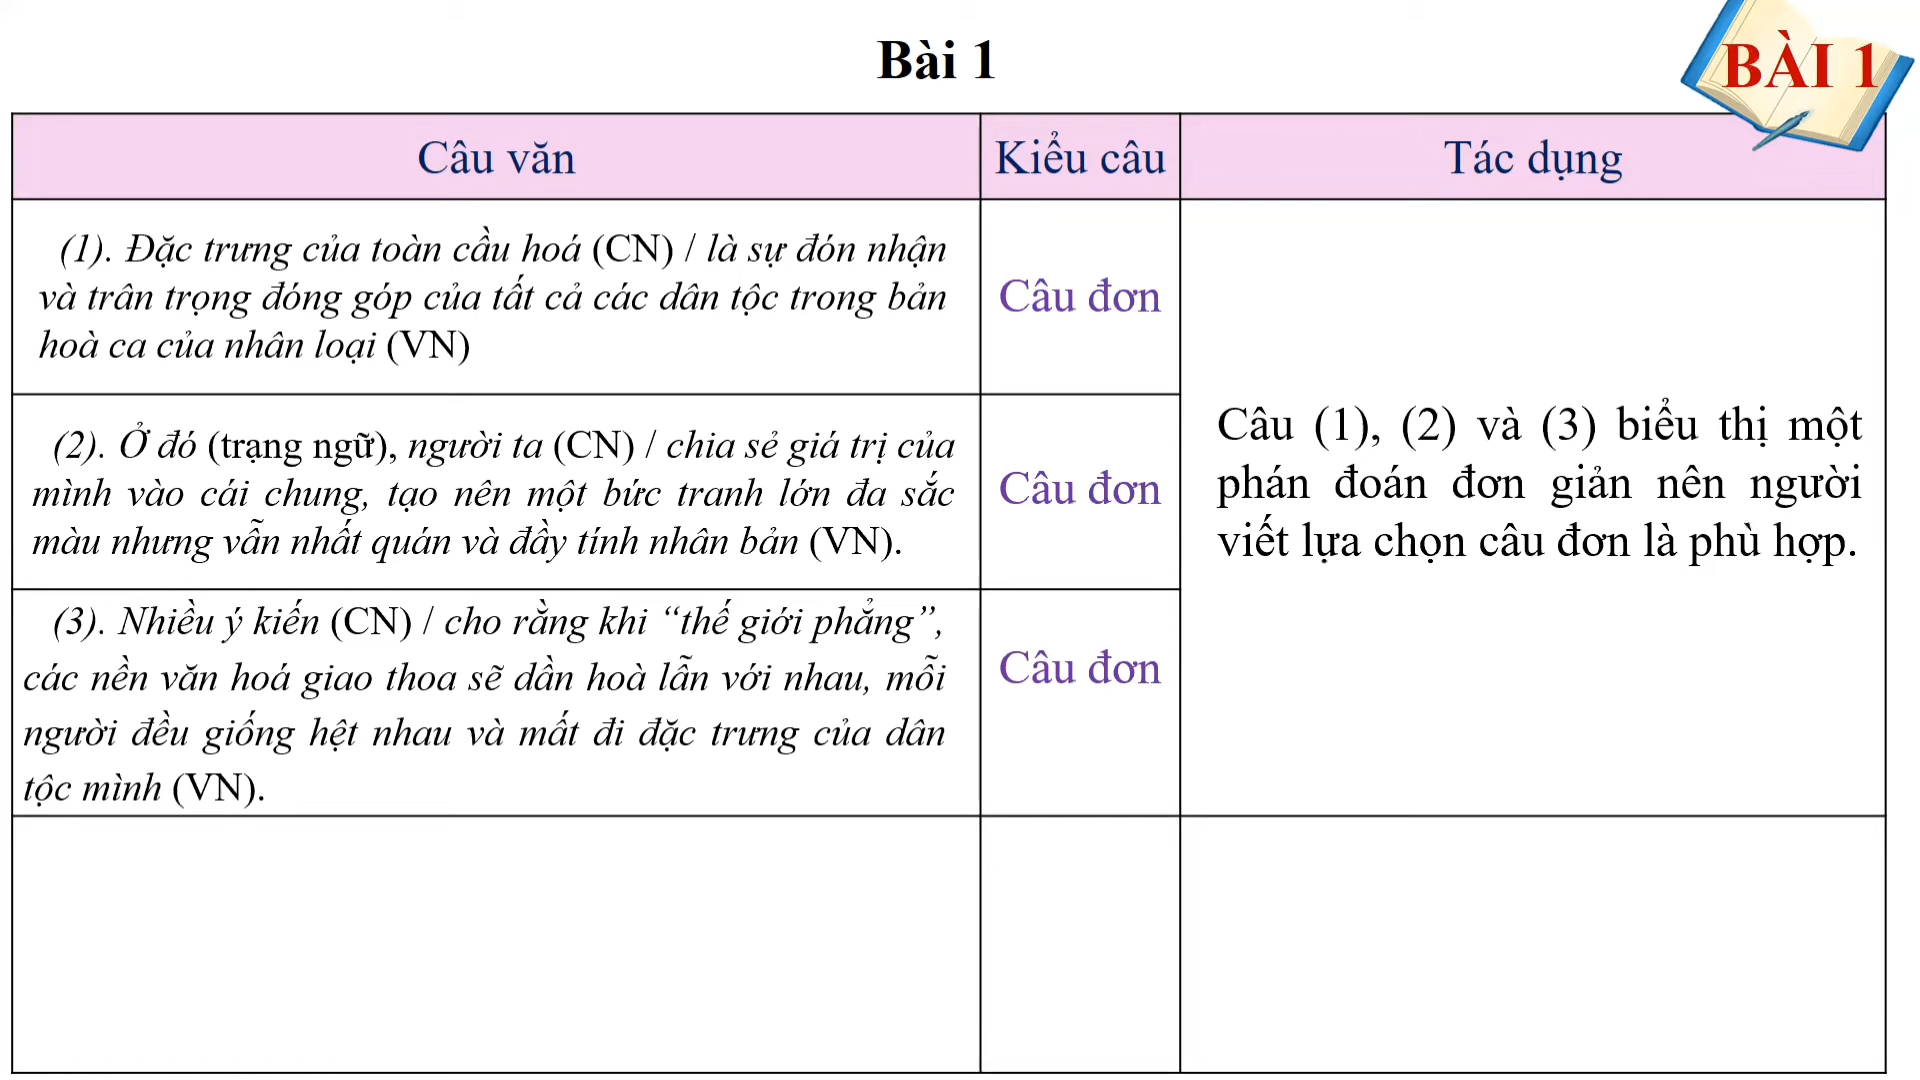 Bài 1
BÀI 1
Câu văn
Kiểu câu
Tác dụng
(1). Đặc trưng của toàn cầu hoá (CN) / là sự đón nhận
và trân trọng đóng góp của tất cả các dân tộc trong bản
hoà ca của nhân loại (VN)
Câu đơn
(2). Ở đó (trạng ngữ), người ta (CN) / chia sẻ giá trị của
mình vào cái chung, tạo nên một bức tranh lớn đa sắc
màu nhưng vẫn nhất quán và đầy tính nhân bản (VN).
Câu đơn
(3). Nhiều ý kiến (CN) / cho rằng khi “thế giới phẳng”,
các nền văn hoá giao thoa sẽ dần hoà lẫn với nhau, mỗi
người đều giống hệt nhau và mất đi đặc trưng của dân
tộc mình (VN).
Câu đơn
Câu (1), (2) và (3) biểu thị một
phán đoán đơn giản nên người
viết lựa chọn câu đơn là phù hợp.